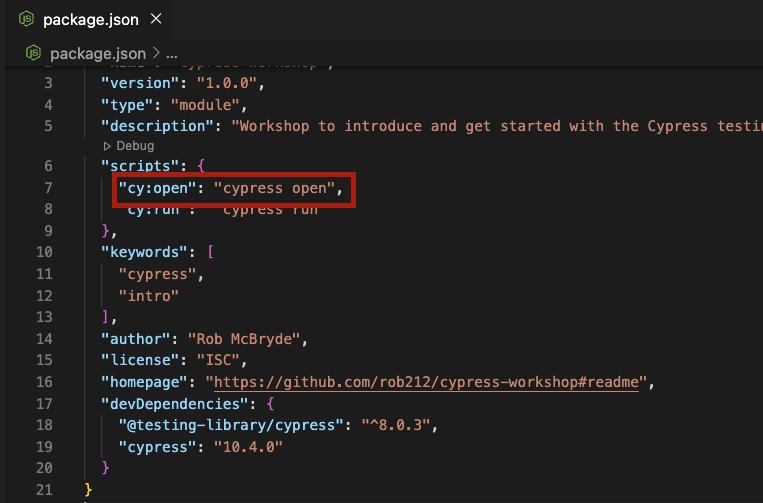 package.json ×
package.json > ...
2 "name": "cypress-workshop",
3 "version": "1.0.0",
4 "type": "module",
5 "description": "Workshop to introduce and get started with the Cypress testin
Debug
6 "scripts": {
7 "cy:open": "cypress open",
8 "cy:run": "cypress run"
9 },
10 "keywords": [
11 "cypress",
12 "intro"
13 ],
14 "author": "Rob McBryde",
15 "license": "ISC",
16 "homepage": "https://github.com/rob212/cypress-workshop#readme",
17 "devDependencies": {
18 "@testing-library/cypress": "^8.0.3",
19 "cypress": "10.4.0"
20 }
21 }